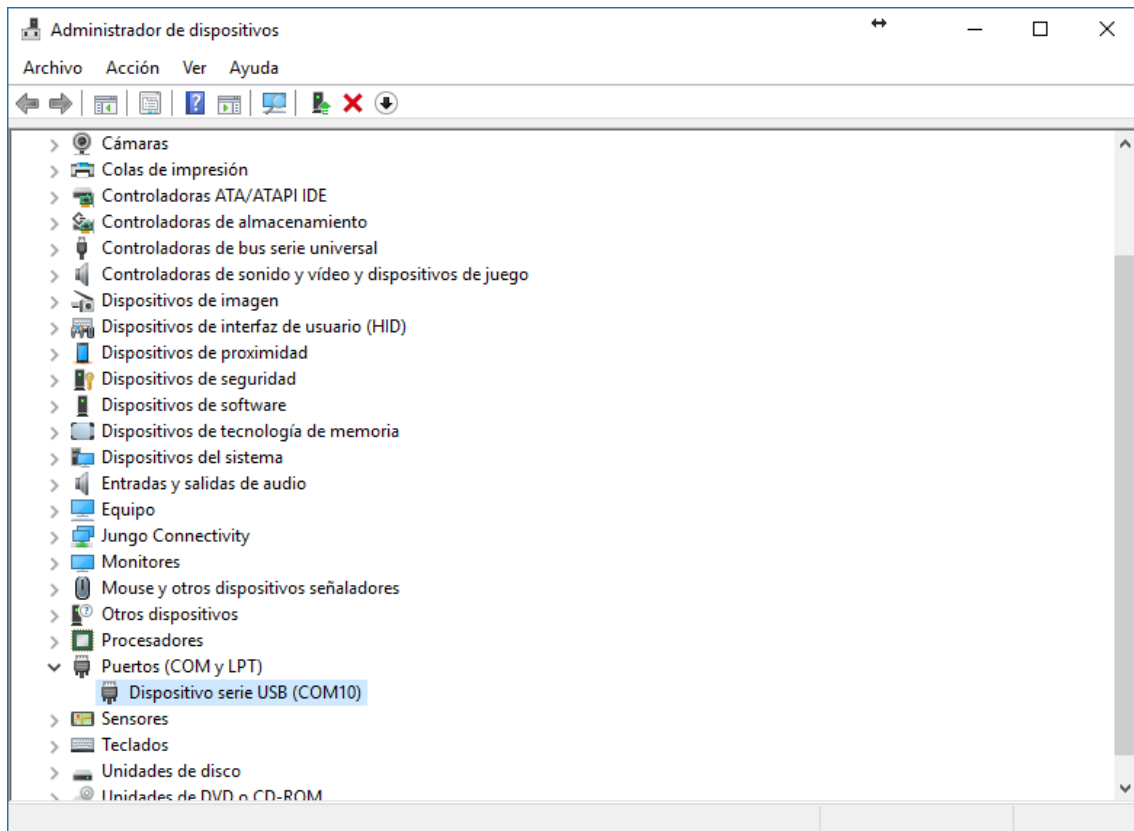 Administrador de dispositivos
Archivo Acción Ver Ayuda
Cámaras
Colas de impresión
Controladoras ATA/ATAPI IDE
Controladoras de almacenamiento
Controladoras de bus serie universal
Controladoras de sonido y vídeo y dispositivos de juego
Dispositivos de imagen
Dispositivos de interfaz de usuario (HID)
Dispositivos de proximidad
Dispositivos de seguridad
Dispositivos de software
Dispositivos de tecnología de memoria
Dispositivos del sistema
Entradas y salidas de audio
Equipo
Jungo Connectivity
Monitores
Mouse y otros dispositivos señaladores
Otros dispositivos
Procesadores
Puertos (COM y LPT)
Dispositivo serie USB (COM10)
Sensores
Teclados
Unidades de disco
Unidades de DVD o CD-ROM